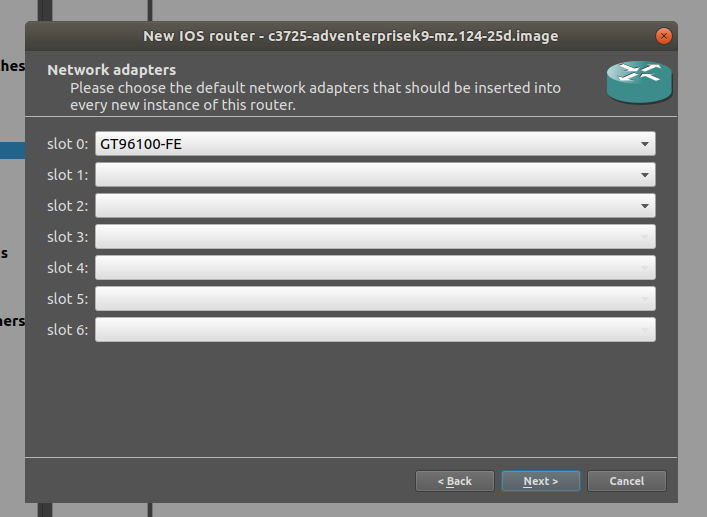 New IOS router - c3725-adventerprisek9-mz.124-25d.image
Network adapters
Please choose the default network adapters that should be inserted into
every new instance of this router.
slot 0: GT96100-FE
slot 1:
slot 2:
slot 3:
slot 4:
slot 5:
slot 6:
< Back Next > Cancel